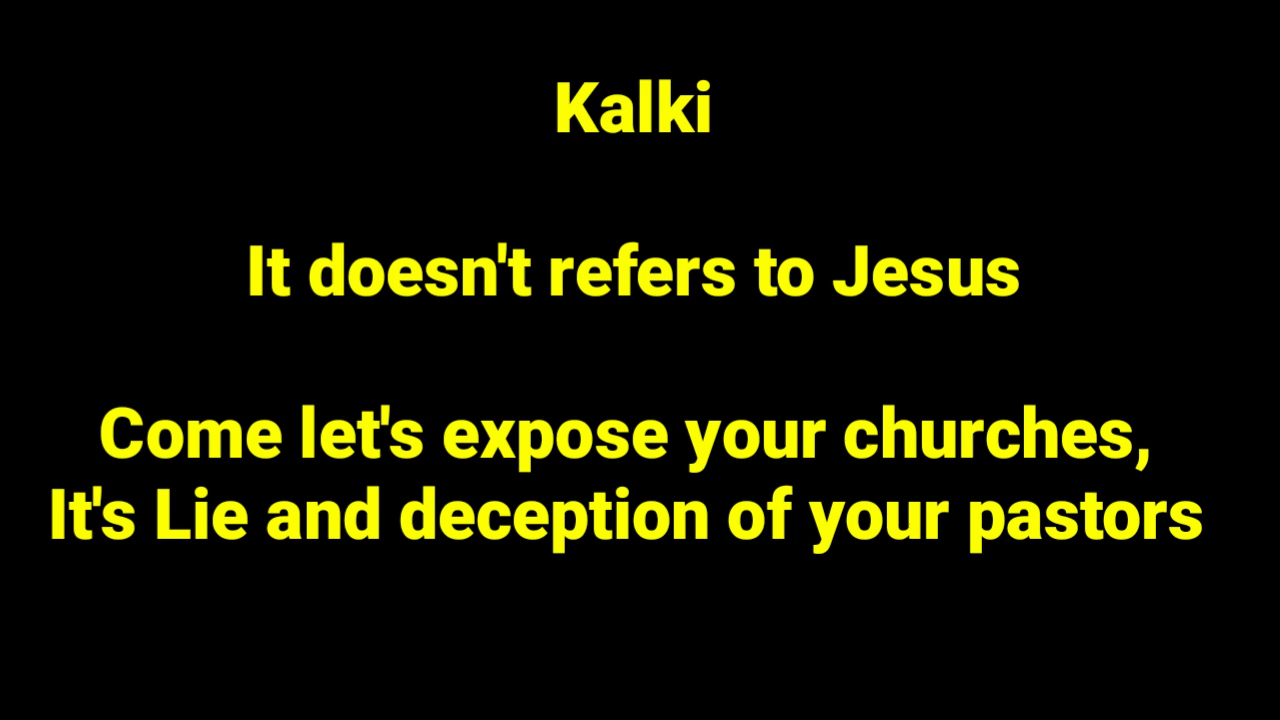 Kalki
It doesn't refers to Jesus
Come let's expose your churches,
It's Lie and deception of your pastors